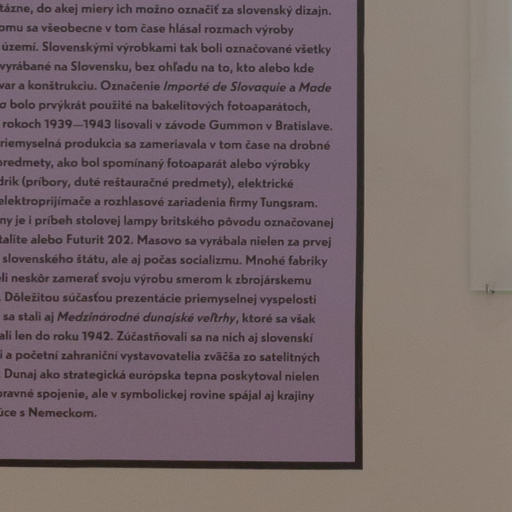 tázne, do akej miery ich možno označiť za slovenský dizajn.
omu sa všeobecne v tom čase hlásal rozmach výroby
území. Slovenskými výrobkami tak boli označované všetky
vyrábané na Slovensku, bez ohľadu na to, kto alebo kde
var a konštrukciu. Označenie Importé de Slovaquie a Made
a bolo prvýkrát použité na bakelitových fotoaparátoch,
rokoch 1939—1943 lisovali v závode Gummon v Bratislave.
riemyselná produkcia sa zameriavala v tom čase na drobné
predmety, ako bol spomínaný fotoaparát alebo výrobky
drik (príbory, duté reštauračné predmety), elektrické
elektroprijímače a rozhlasové zariadenia firmy Tungsram.
ny je i príbeh stolovej lampy britského pôvodu označovanej
talite alebo Futurit 202. Masovo sa vyrábala nielen za prvej
slovenského štátu, ale aj počas socializmu. Mnohé fabriky
eli neskôr zamerať svoju výrobu smerom k zbrojárskemu
. Dôležitou súčasťou prezentácie priemyselnej vyspelosti
sa stali aj Medzinárodné dunajské veľtrhy, ktoré sa však
ali len do roku 1942. Zúčastňovali sa na nich aj slovenskí
i a početní zahraniční vystavovatelia zväčša zo satelitných
. Dunaj ako strategická európska tepna poskytoval nielen
pravné spojenie, ale v symbolickej rovine spájal aj krajiny
úce s Nemeckom.